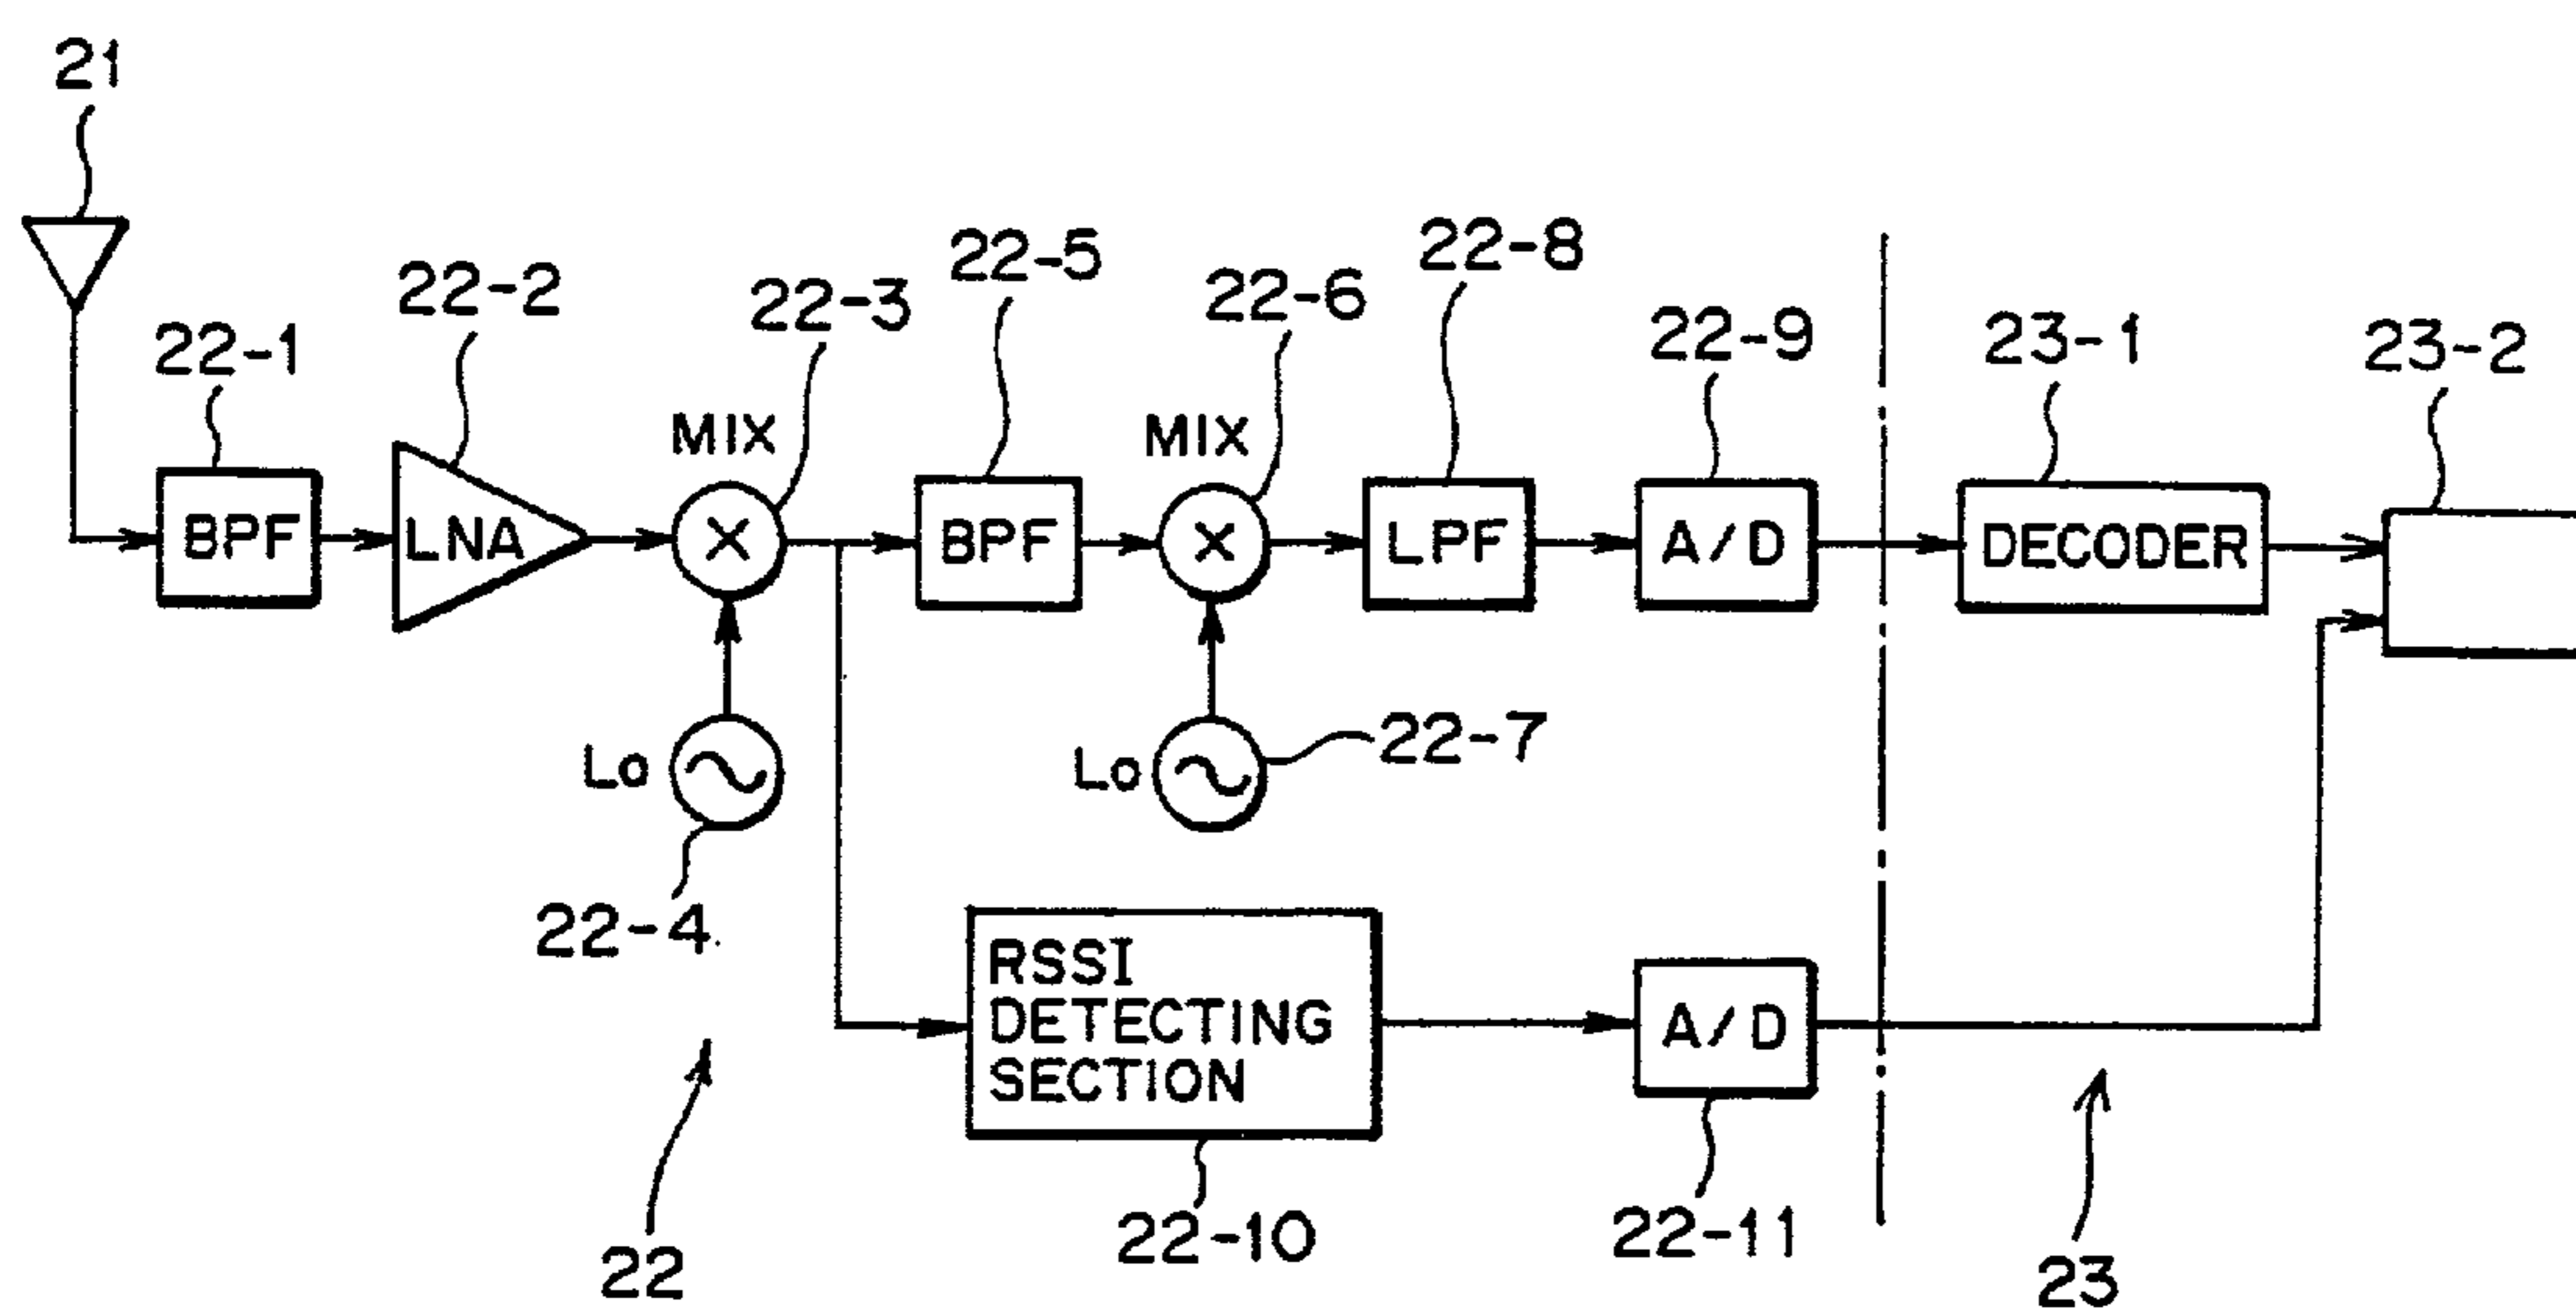 21
22-1
22-2
22-3
22-5
22-6
22-8
22-9
23-1
23-2
MIX
MIX
BPF
LNA
BPF
LPF
A/D
DECODER
Lo
Lo
22-7
22-4
RSSI
DETECTING
SECTION
A/D
22-10
22-11
22
23